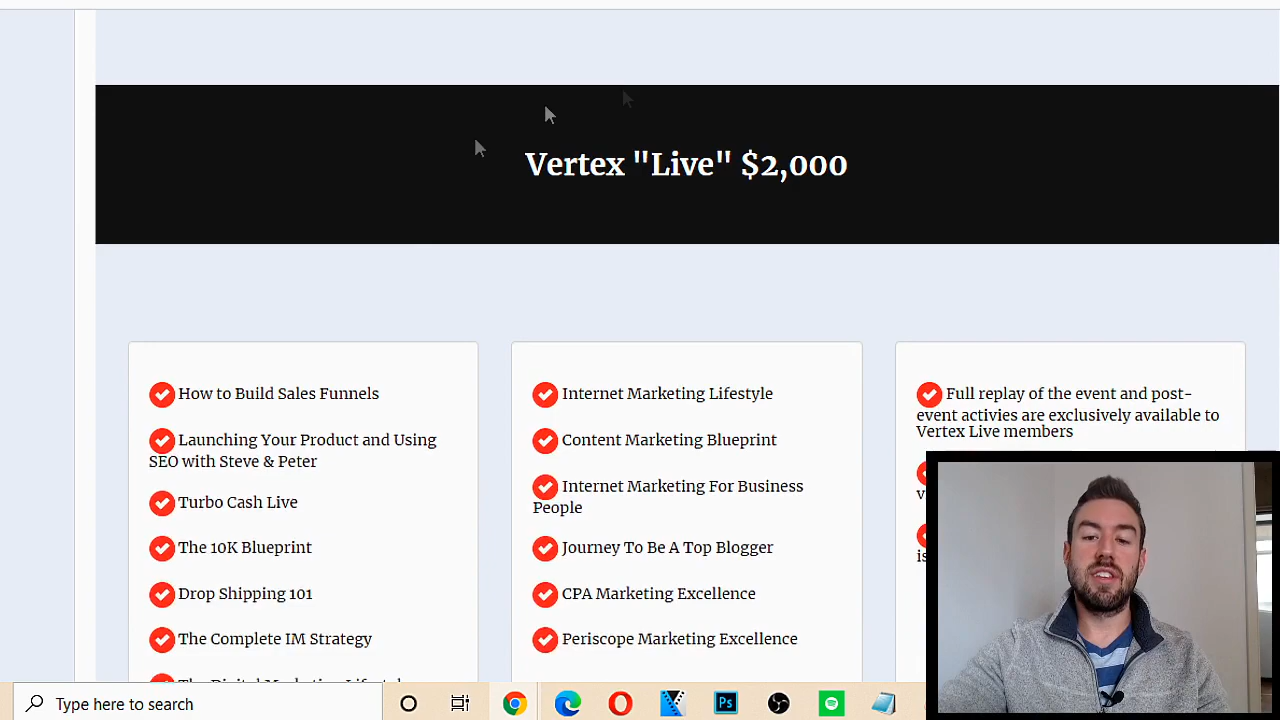 Vertex "Live" $2,000
How to Build Sales Funnels
Launching Your Product and Using
SEO with Steve & Peter
Turbo Cash Live
The 10K Blueprint
Drop Shipping 101
The Complete IM Strategy
Internet Marketing Lifestyle
Content Marketing Blueprint
Internet Marketing For Business
People
Journey To Be A Top Blogger
CPA Marketing Excellence
Periscope Marketing Excellence
Full replay of the event and post-
event activies are exclusively available to
Vertex Live members
Type here to search
Ps